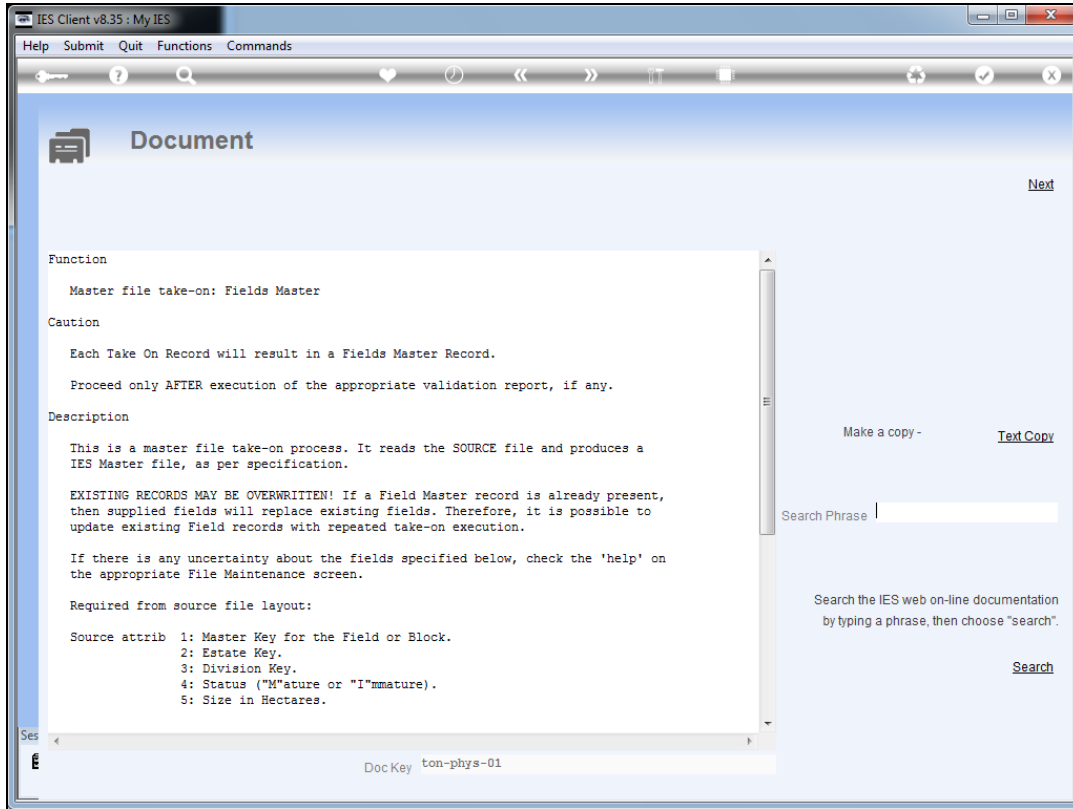 IES Client v8.35 : My IES
Help Submit Quit Functions Commands
Document
Next
Function
Master file take-on: Fields Master
Caution
Each Take On Record will result in a Fields Master Record.
Proceed only AFTER execution of the appropriate validation report, if any.
Description
This is a master file take-on process. It reads the SOURCE file and produces a
IES Master file, as per specification.
EXISTING RECORDS MAY BE OVERWRITTEN! If a Field Master record is already present,
then supplied fields will replace existing fields. Therefore, it is possible to
update existing Field records with repeated take-on execution.
If there is any uncertainty about the fields specified below, check the 'help' on
the appropriate File Maintenance screen.
Required from source file layout:
Source attrib 1: Master Key for the Field or Block.
2: Estate Key.
3: Division Key.
4: Status ("M"ature or "I"mmature).
5: Size in Hectares.
Make a copy - Text Copy
Search Phrase
Search the IES web on-line documentation
by typing a phrase, then choose "search".
Search
Ses
Doc Key ton-phys-01